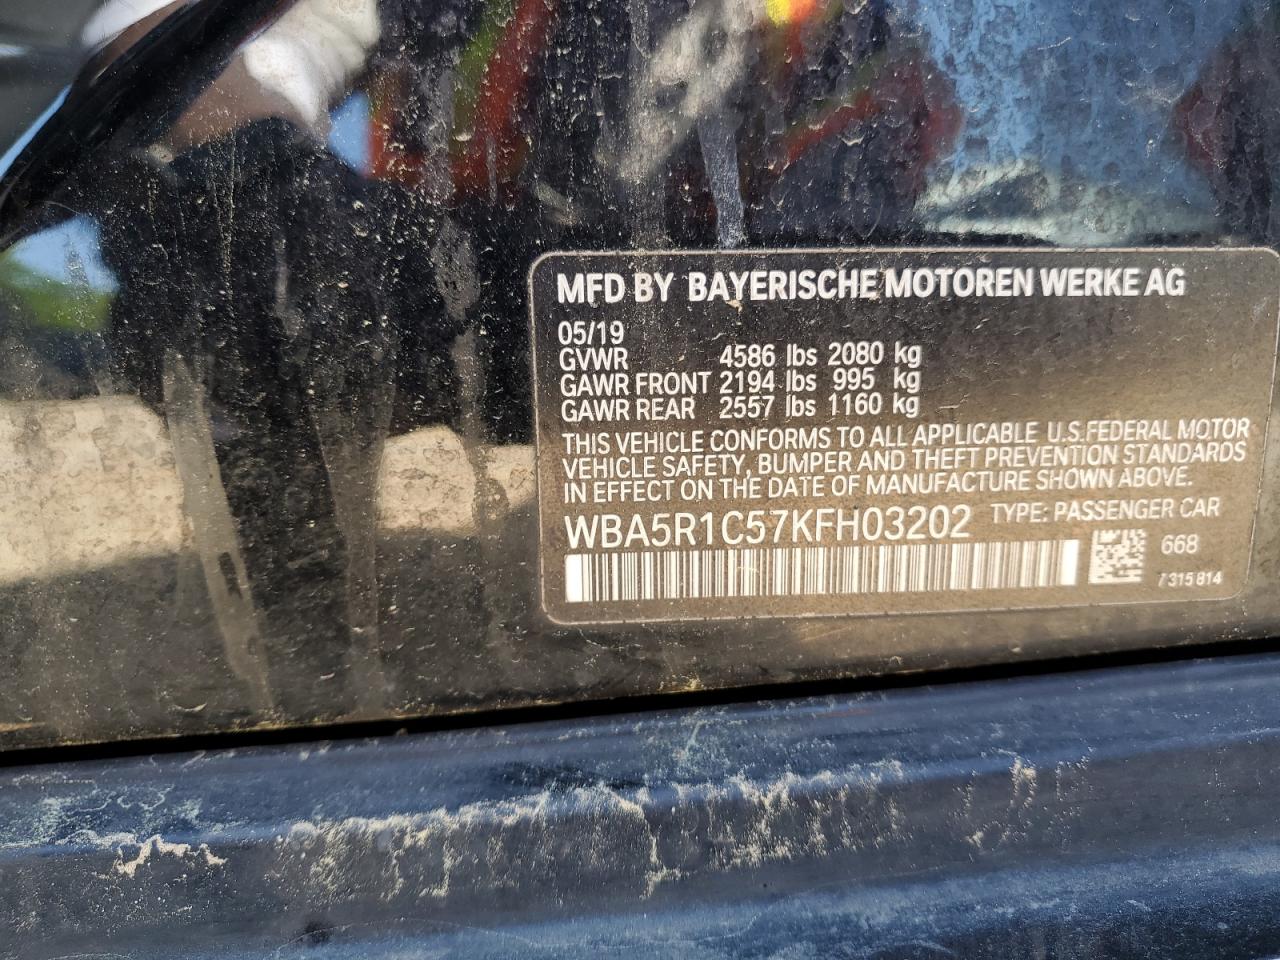 MFD BY BAYERISCHE MOTOREN WERKE AG
05/19
GVWR 4586 lbs 2080 kg
GAWR FRONT 2194 lbs 995 kg
GAWR REAR 2557 lbs 1160 kg
THIS VEHICLE CONFORMS TO ALL APPLICABLE U.S.FEDERAL MOTOR
VEHICLE SAFETY, BUMPER AND THEFT PREVENTION STANDARDS
IN EFFECT ON THE DATE OF MANUFACTURE SHOWN ABOVE.
WBA5R1C57KFH03202 TYPE: PASSENGER CAR
668
7 315 814